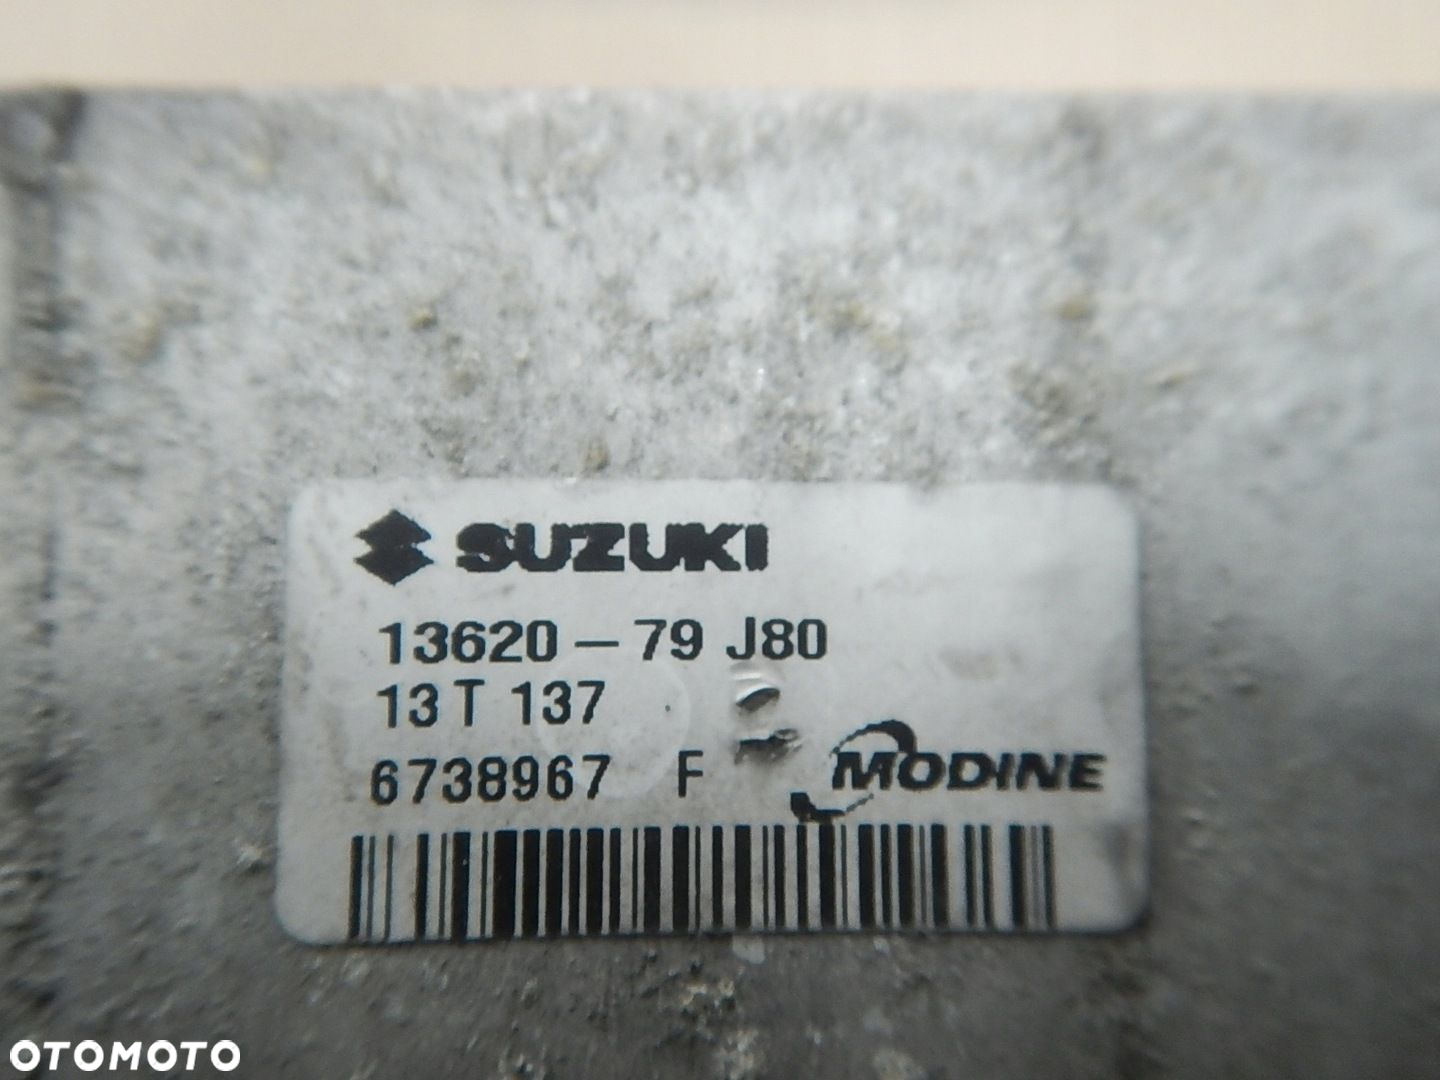 SUZUKI
13620-79 J80
13 T 137
6738967 F
MODINE
OTOMOTO